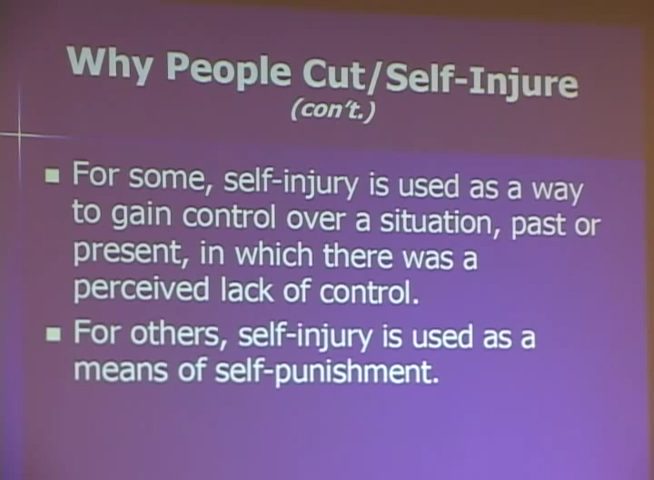 Why People Cut/Self-Injure
(con't.)
For some, self-injury is used as a way
to gain control over a situation, past or
present, in which there was a
perceived lack of control.
For others, self-injury is used as a
means of self-punishment.